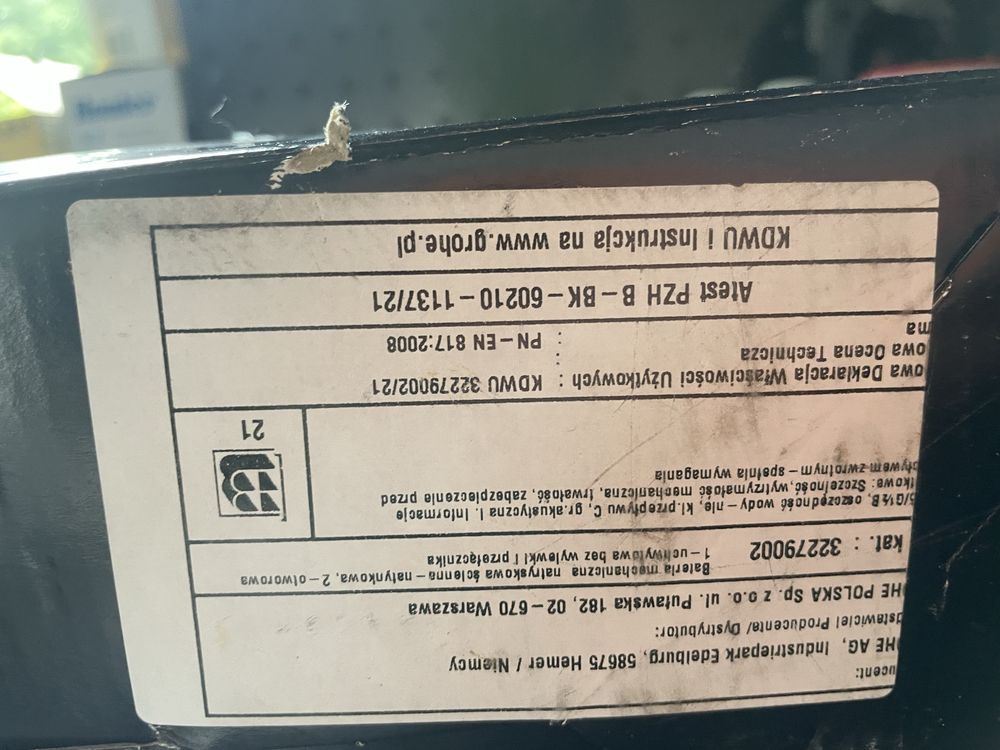 ucent:
HE AG, Industriepark Edelburg, 58675 Hemer / Niemcy
dstawiciel Producenta/ Dystrybutor:
HE POLSKA Sp. z o.o. ul. Puławska 182, 02-670 Warszawa
kat. : 32279002
Bateria mechaniczna natryskowa ścienna-natynkowa, 2-otworowa
1-uchwytowa bez wylewki i przełącznika
/G½B, oszczędność wody-nie, kl.przepływu C, gr.akustyczna I. Informacje
tkowe: Szczelność,wytrzymałość mechaniczna, trwałość, zabezpieczenie przed
pływem zwrotnym-spełnia wymagania
21
owa Deklaracja Właściwości Użytkowych : KDWU 32279002/21
owa Ocena Technicza :
ma : PN-EN 817:2008
Atest PZH B-BK-60210-1137/21
KDWU i Instrukcja na www.grohe.pl